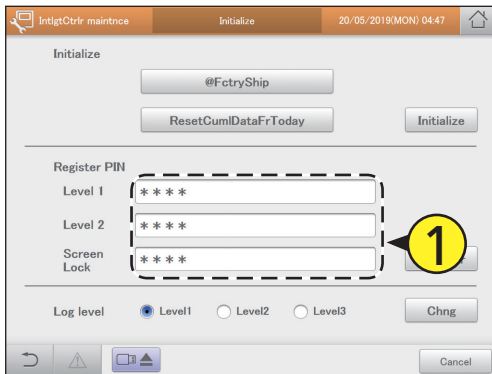 IntlgtCtrlr maintnce Initialize 20/05/2019(MON) 04:47
Initialize
@FctryShip
ResetCumlDataFrToday Initialize
Register PIN
Level 1 ****
Level 2 ****
Screen
Lock ****
1
Log level Level1 Level2 Level3 Chng
Cancel